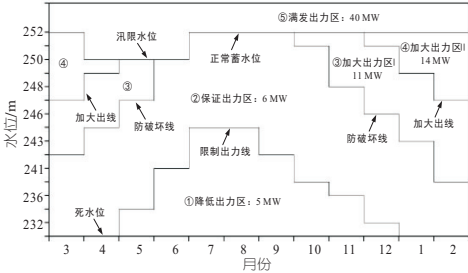 ⑤满发出力区：40 MW
252
汛限水位
正常蓄水位
④加大出力区Ⅱ
14 MW
250
④
③
③加大出力区Ⅰ
11 MW
248
②保证出力区：6 MW
246
加大出线
防破坏线
加大出线
水位/m
243
限制出力线
防破坏线
241
236
①降低出力区：5 MW
死水位
232
3 4 5 6 7 8 9 10 11 12 1 2
月份